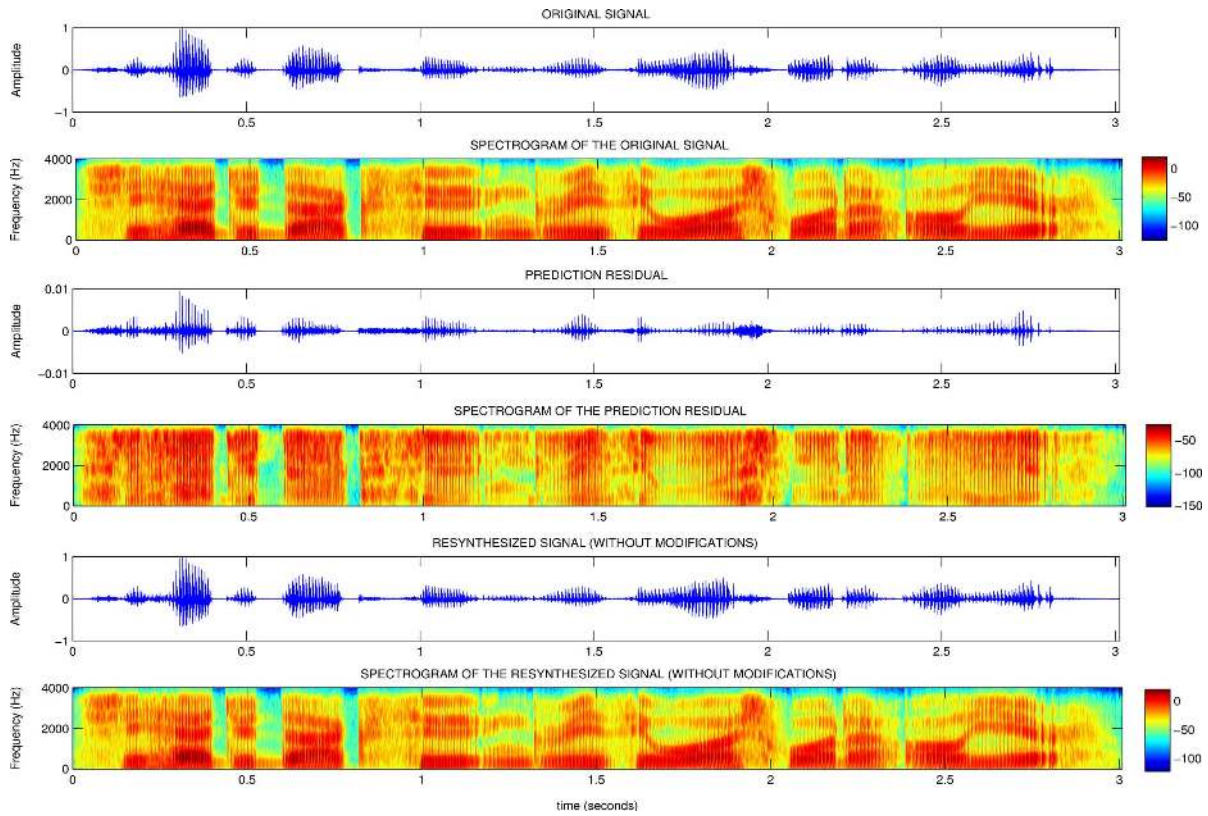 ORIGINAL SIGNAL
Amplitude
1
0
−1
0 0.5 1 1.5 2 2.5 3
SPECTROGRAM OF THE ORIGINAL SIGNAL
Frequency (Hz)
4000
2000
0
0 0.5 1 1.5 2 2.5 3
0
−50
−100
PREDICTION RESIDUAL
Amplitude
0.01
0
−0.01
0 0.5 1 1.5 2 2.5 3
SPECTROGRAM OF THE PREDICTION RESIDUAL
Frequency (Hz)
4000
2000
0
0 0.5 1 1.5 2 2.5 3
−50
−100
−150
RESYNTHESIZED SIGNAL (WITHOUT MODIFICATIONS)
Amplitude
1
0
−1
0 0.5 1 1.5 2 2.5 3
SPECTROGRAM OF THE RESYNTHESIZED SIGNAL (WITHOUT MODIFICATIONS)
Frequency (Hz)
4000
2000
0
0 0.5 1 1.5 2 2.5 3
0
−50
−100
time (seconds)